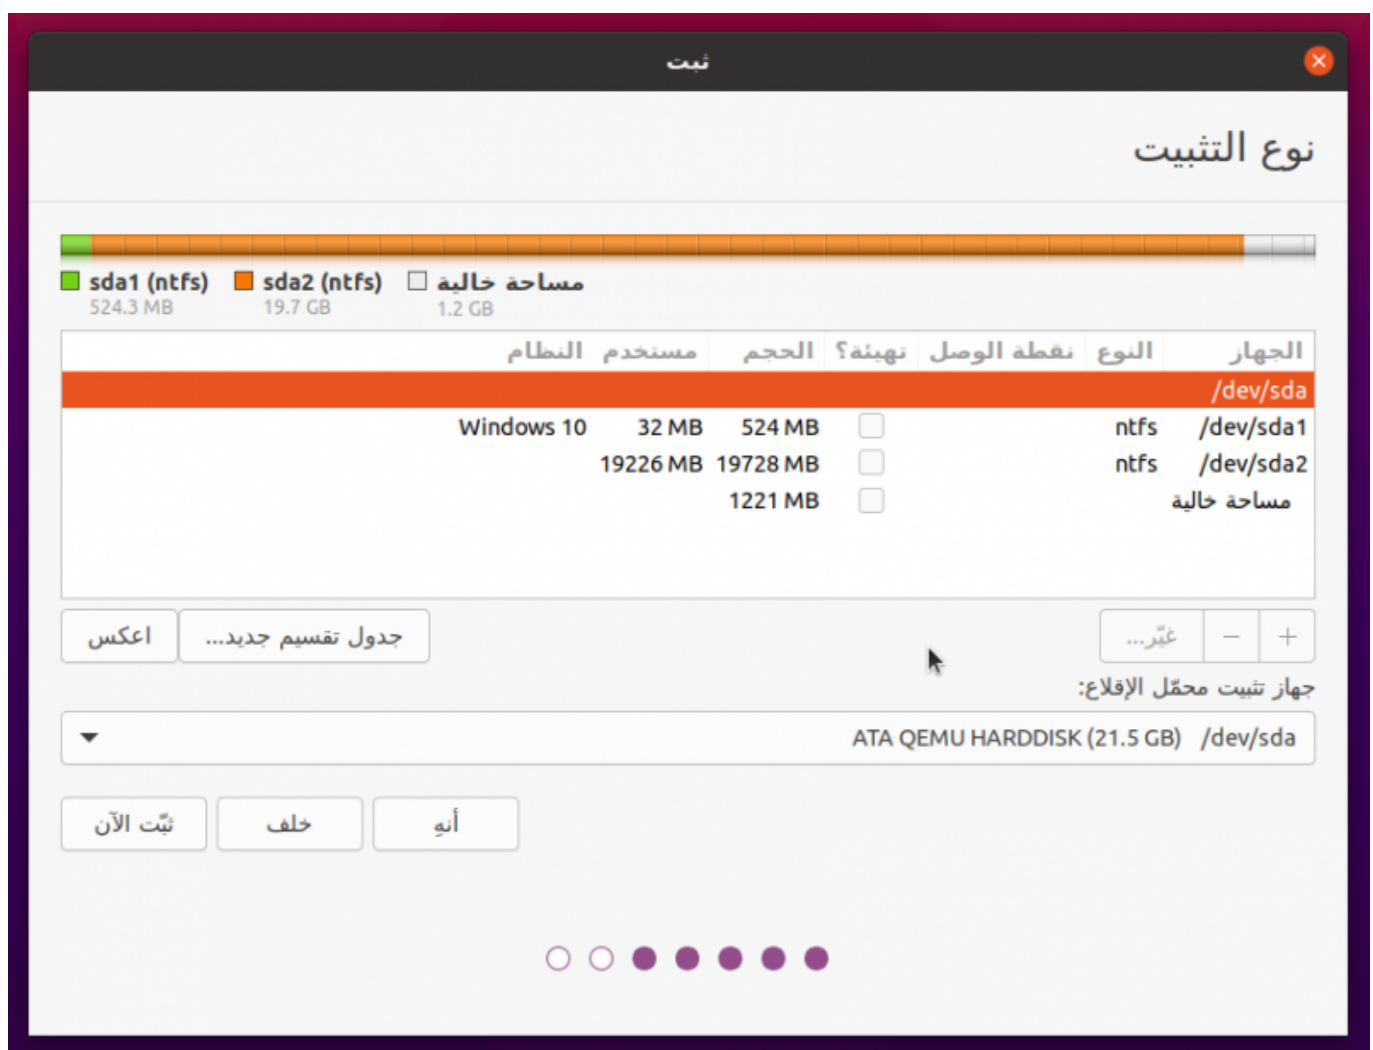 ثبت
نوع التثبيت
sda1 (ntfs) sda2 (ntfs) مساحة خالية
524.3 MB 19.7 GB 1.2 GB
الجهاز النوع نقطة الوصل تهيئة؟ الحجم مستخدم النظام
/dev/sda
/dev/sda1 ntfs 524 MB 32 MB Windows 10
/dev/sda2 ntfs 19728 MB 19226 MB
مساحة خالية 1221 MB
+ − غيّر... جدول تقسيم جديد... اعكس
جهاز تثبيت محمّل الإقلاع:
/dev/sda ATA QEMU HARDDISK (21.5 GB)
أنهِ خلف ثبّت الآن